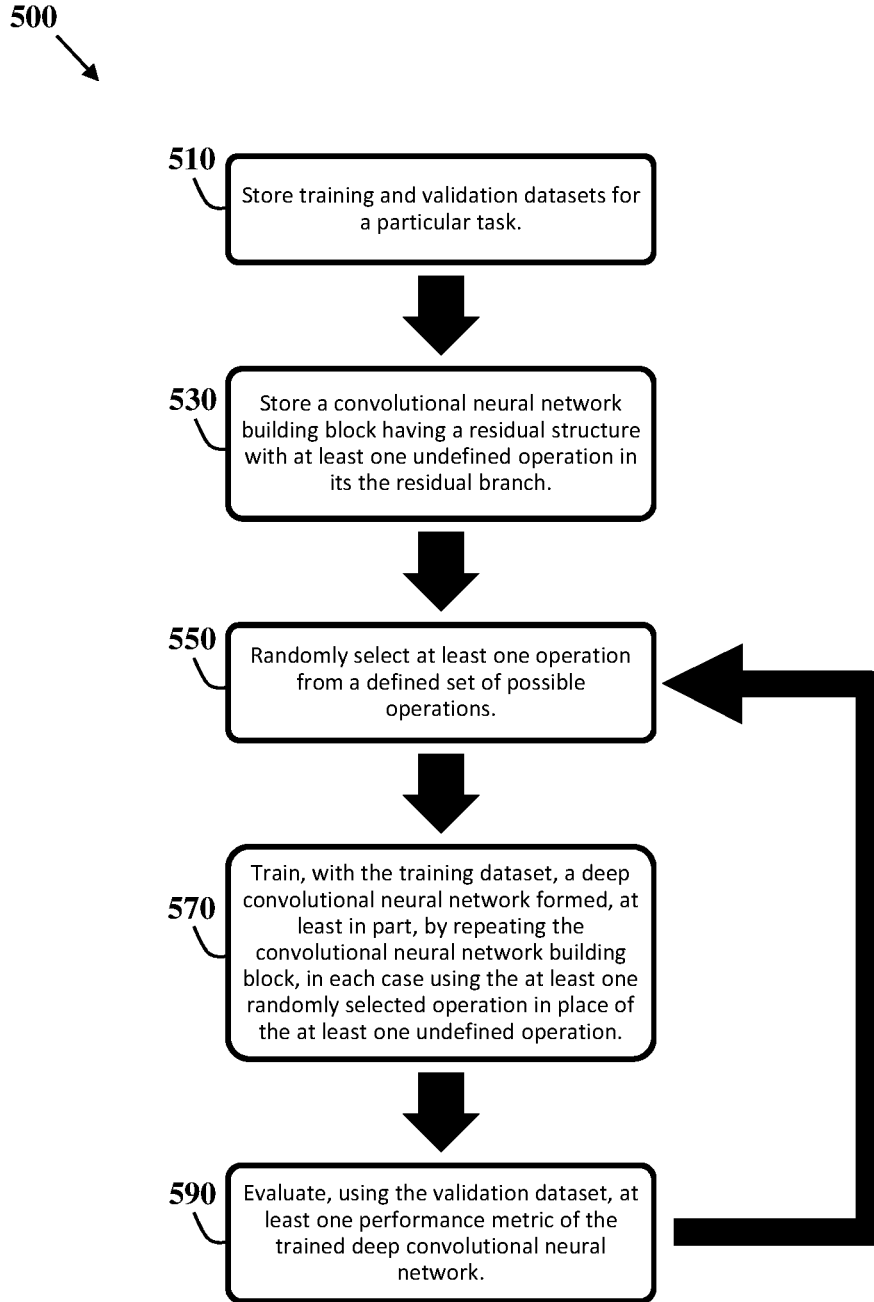 500
510
Store training and validation datasets for
a particular task.
530
Store a convolutional neural network
building block having a residual structure
with at least one undefined operation in
its the residual branch.
550
Randomly select at least one operation
from a defined set of possible
operations.
570
Train, with the training dataset, a deep
convolutional neural network formed, at
least in part, by repeating the
convolutional neural network building
block, in each case using the at least one
randomly selected operation in place of
the at least one undefined operation.
590
Evaluate, using the validation dataset, at
least one performance metric of the
trained deep convolutional neural
network.